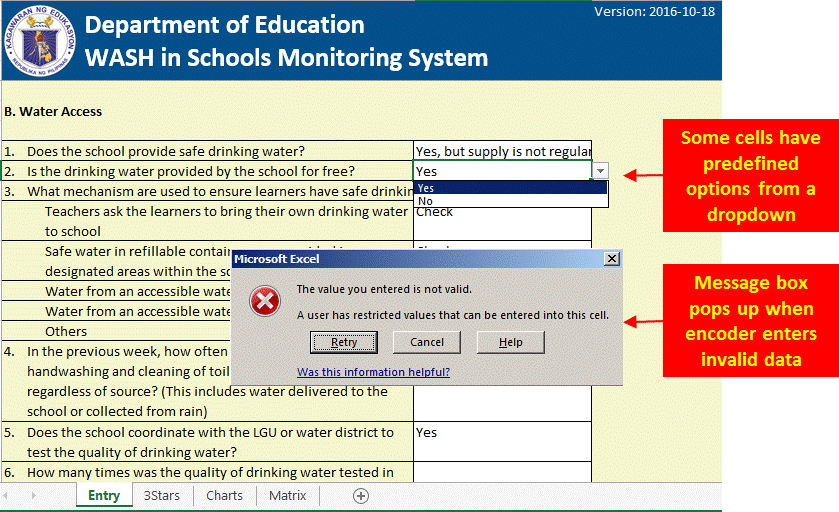 Department of Education
WASH in Schools Monitoring System
Version: 2016-10-18
KAGAWARAN NG EDUKASYON
REPUBLIKA NG PILIPINAS
B. Water Access
1. Does the school provide safe drinking water? Yes, but supply is not regular
2. Is the drinking water provided by the school for free? Yes
Yes
No
3. What mechanism are used to ensure learners have safe drinkin
Teachers ask the learners to bring their own drinking water Check
to school
Safe water in refillable contain
designated areas within the sc
Water from an accessible wate
Water from an accessible wate
Others
4. In the previous week, how often
handwashing and cleaning of toil
regardless of source? (This includes water delivered to the
school or collected from rain)
5. Does the school coordinate with the LGU or water district to Yes
test the quality of drinking water?
6. How many times was the quality of drinking water tested in
Microsoft Excel
The value you entered is not valid.
A user has restricted values that can be entered into this cell.
Retry Cancel Help
Was this information helpful?
Some cells have
predefined
options from a
dropdown
Message box
pops up when
encoder enters
invalid data
Entry 3Stars Charts Matrix